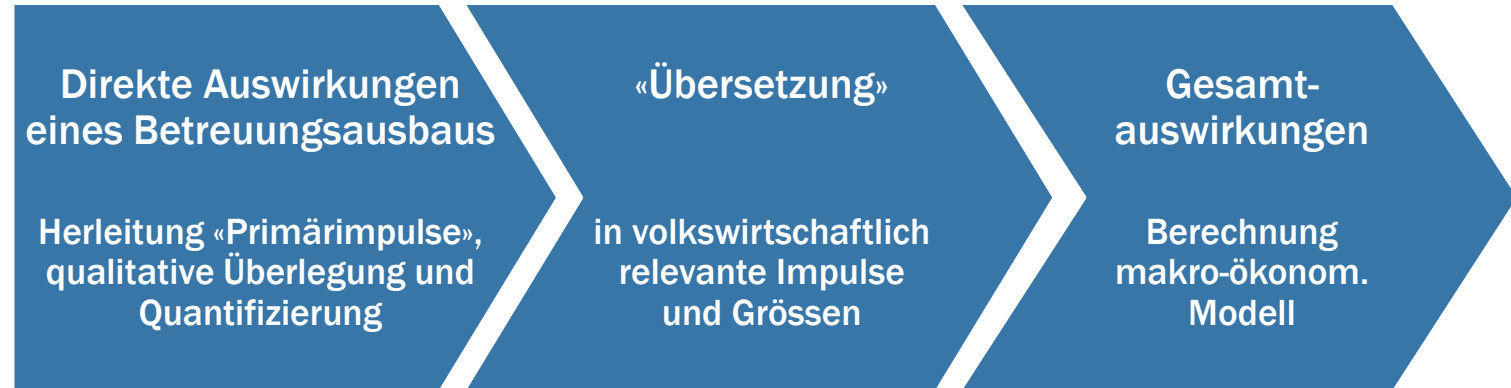 Direkte Auswirkungen
eines Betreuungsausbaus
Herleitung «Primärimpulse»,
qualitative Überlegung und
Quantifizierung
«Übersetzung»
in volkswirtschaftlich
relevante Impulse
und Grössen
Gesamt-
auswirkungen
Berechnung
makro-ökonom.
Modell